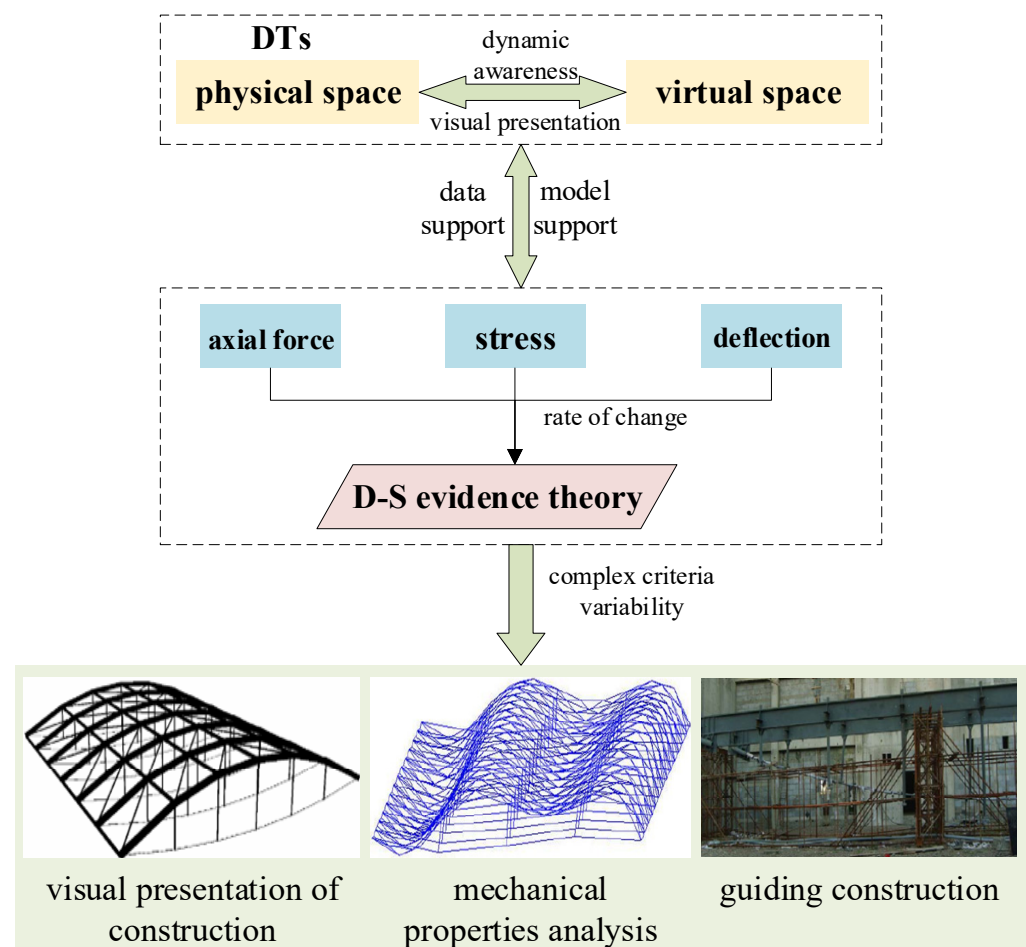 DTs
physical space
dynamic
awareness
visual presentation
virtual space
data
support
model
support
axial force
stress
deflection
rate of change
D-S evidence theory
complex criteria
variability
visual presentation of
construction
mechanical
properties analysis
guiding construction